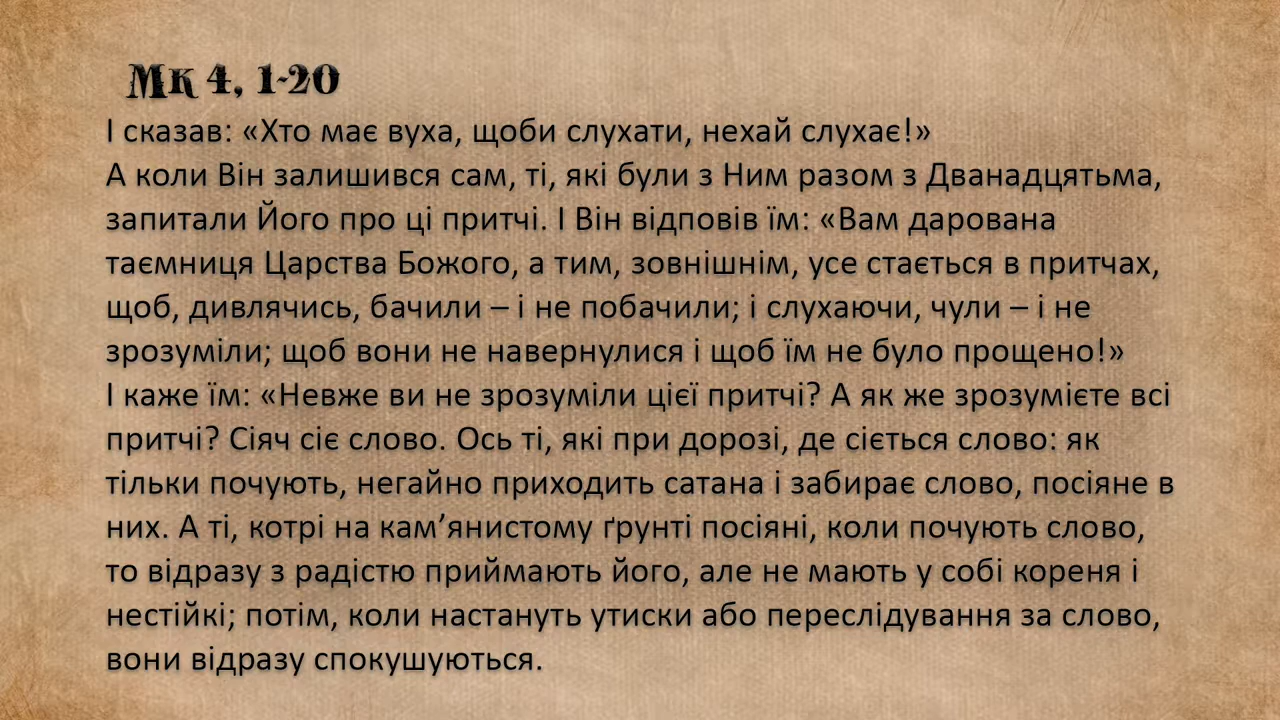 Мк 4, 1-20
І сказав: «Хто має вуха, щоби слухати, нехай слухає!»
А коли Він залишився сам, ті, які були з Ним разом з Дванадцятьма,
запитали Його про ці притчі. І Він відповів їм: «Вам дарована
таємниця Царства Божого, а тим, зовнішнім, усе стається в притчах,
щоб, дивлячись, бачили – і не побачили; і слухаючи, чули – і не
зрозуміли; щоб вони не навернулися і щоб їм не було прощено!»
І каже їм: «Невже ви не зрозуміли цієї притчі? А як же зрозумієте всі
притчі? Сіяч сіє слово. Ось ті, які при дорозі, де сіється слово: як
тільки почують, негайно приходить сатана і забирає слово, посіяне в
них. А ті, котрі на кам’янистому ґрунті посіяні, коли почують слово,
то відразу з радістю приймають його, але не мають у собі кореня і
нестійкі; потім, коли настануть утиски або переслідування за слово,
вони відразу спокушуються.